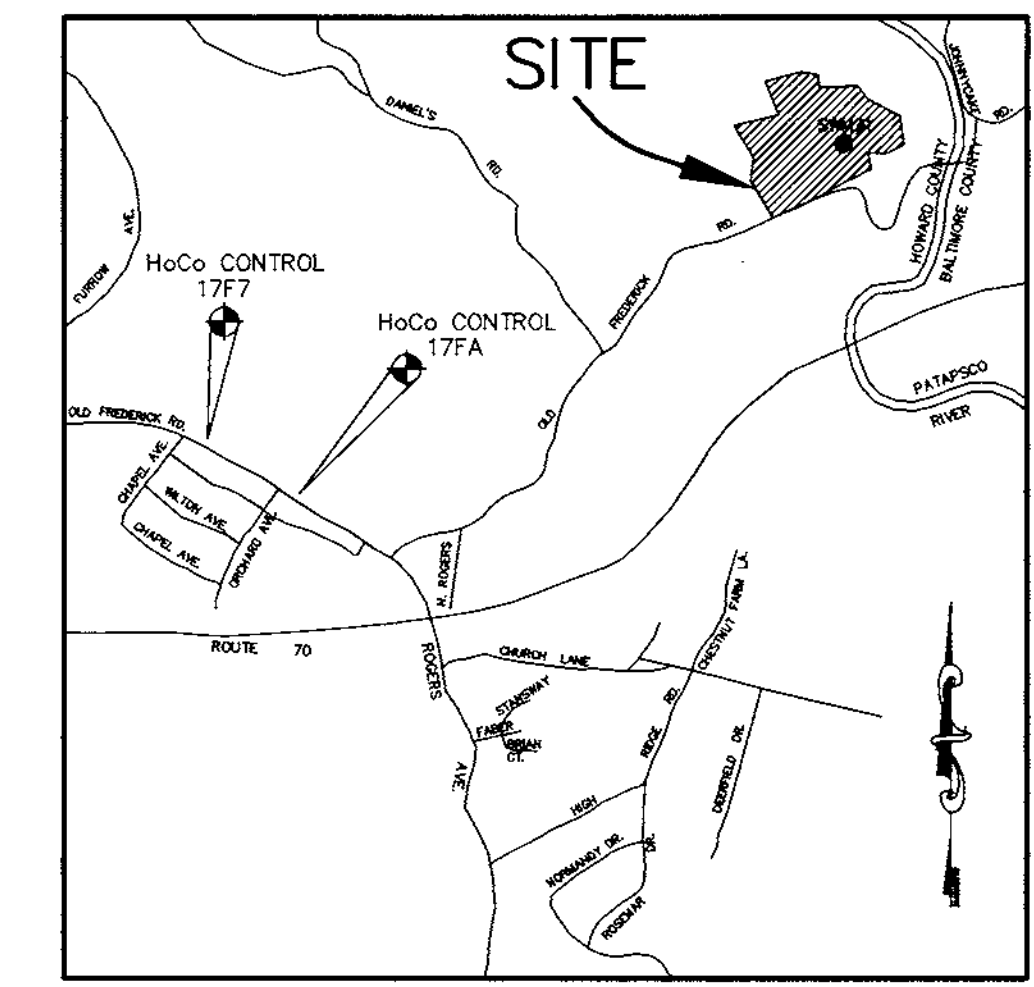 SITE
DANIEL'S
RD.
JOHNNYCAKE
RD.
HOWARD COUNTY
BALTIMORE COUNTY
FURROW
AVE.
HoCo CONTROL
17F7
HoCo CONTROL
17FA
OLD
FREDERICK
RD.
PATAPSCO
RIVER
OLD FREDERICK RD.
CHAPEL AVE.
WILTON AVE.
CHAPEL AVE.
ORCHARD AVE.
N. ROGERS
ROUTE 70
ROGERS
AVE.
CHURCH LANE
CHESTNUT FARM LA.
STANSWAY
FABER
BRIAN
CT.
RIDGE
RD.
DEERFIELD DR.
HIGH
NORMANDY DR.
DR.
ROSEMAR